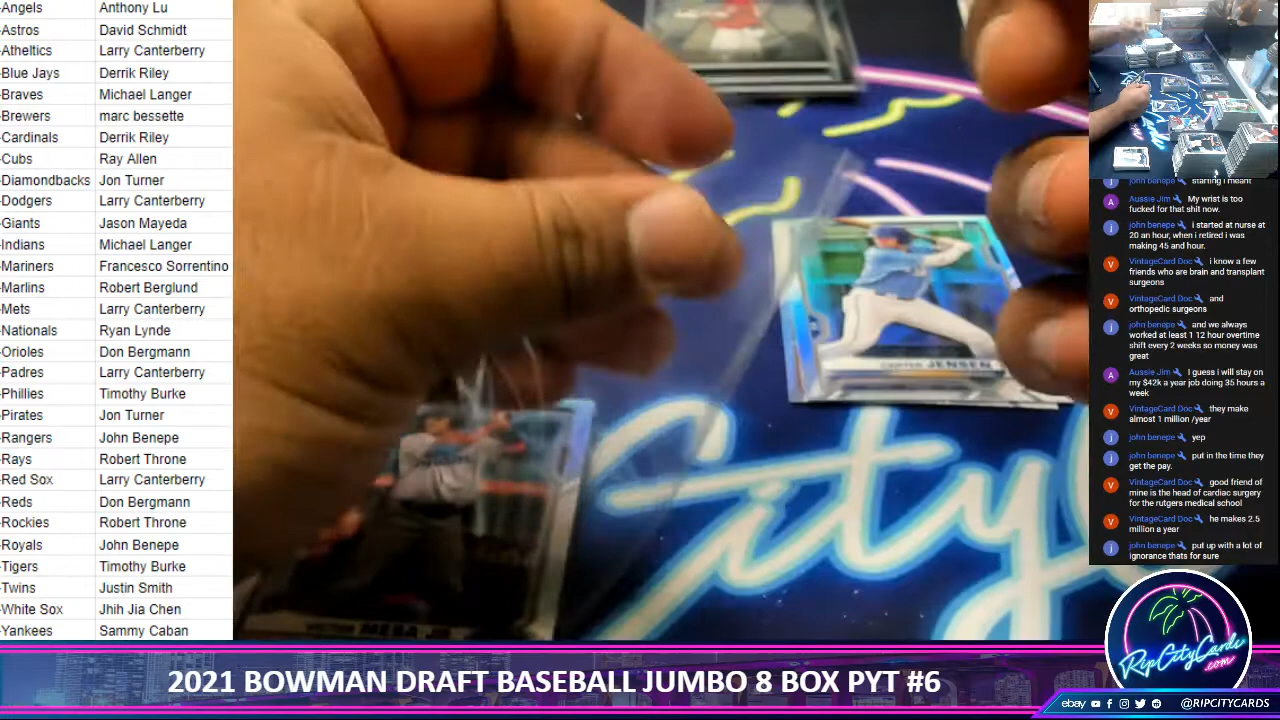 -Angels Anthony Lu
-Astros David Schmidt
-Atheltics Larry Canterberry
-Blue Jays Derrik Riley
-Braves Michael Langer
-Brewers marc bessette
-Cardinals Derrik Riley
-Cubs Ray Allen
-Diamondbacks Jon Turner
-Dodgers Larry Canterberry
-Giants Jason Mayeda
-Indians Michael Langer
-Mariners Francesco Sorrentino
-Marlins Robert Berglund
-Mets Larry Canterberry
-Nationals Ryan Lynde
-Orioles Don Bergmann
-Padres Larry Canterberry
-Phillies Timothy Burke
-Pirates Jon Turner
-Rangers John Benepe
-Rays Robert Throne
-Red Sox Larry Canterberry
-Reds Don Bergmann
-Rockies Robert Throne
-Royals John Benepe
-Tigers Timothy Burke
-Twins Justin Smith
-White Sox Jhih Jia Chen
-Yankees Sammy Caban
JENSEN
City
john benepe starting i meant
Aussie Jim My wrist is too
fucked for that shit now.
john benepe i started at nurse at
20 an hour, when i retired i was
making 45 and hour.
VintageCard Doc i know a few
friends who are brain and transplant
surgeons
VintageCard Doc and
orthopedic surgeons
john benepe and we always
worked at least 1 12 hour overtime
shift every 2 weeks so money was
great
Aussie Jim I guess i will stay on
my $42k a year job doing 35 hours a
week
VintageCard Doc they make
almost 1 million /year
john benepe yep
john benepe put in the time they
get the pay.
VintageCard Doc good friend of
mine is the head of cardiac surgery
for the rutgers medical school
VintageCard Doc he makes 2.5
million a year
john benepe put up with a lot of
ignorance thats for sure
RipCityCards
.com
2021 BOWMAN DRAFT BASEBALL JUMBO 8 BOX PYT #6
ebay @RIPCITYCARDS